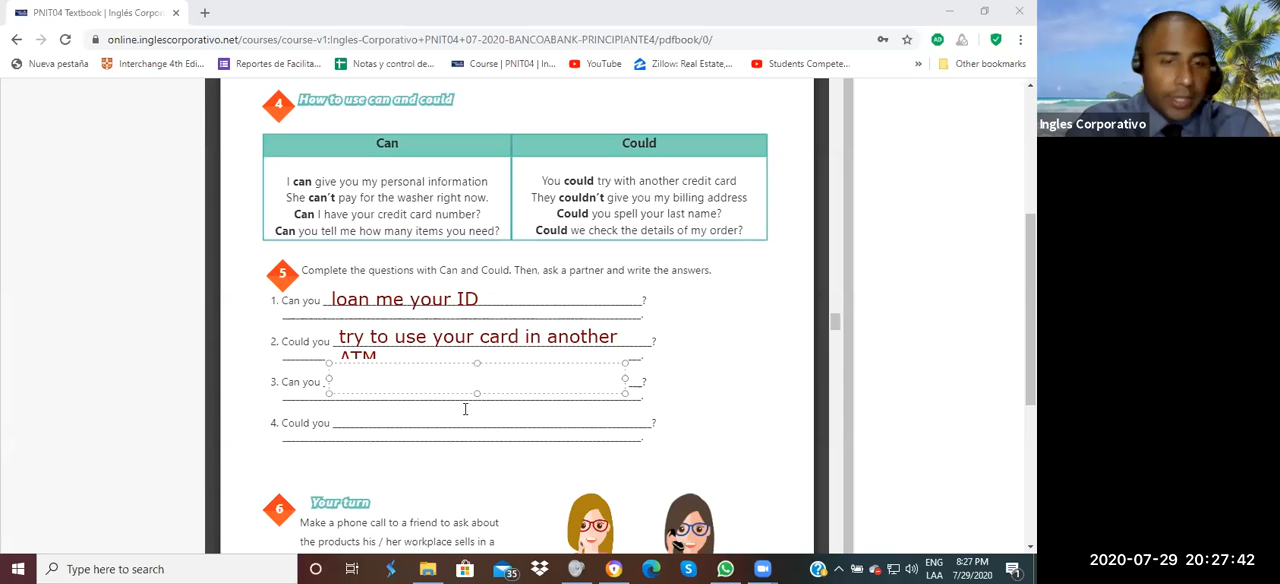 PNIT04 Textbook | Inglés Corpor
online.inglescorporativo.net/courses/course-v1:Ingles-Corporativo+PNIT04+07-2020-BANCOABANK-PRINCIPIANTE4/pdfbook/0/
Nueva pestaña
Interchange 4th Edi...
Reportes de Facilita...
Notas y control de...
Course | PNIT04 | In...
YouTube
Zillow: Real Estate,...
Students Compete...
»
Other bookmarks
Ingles Corporativo
4 How to use can and could
Can
I can give you my personal information
She can't pay for the washer right now.
Can I have your credit card number?
Can you tell me how many items you need?
Could
You could try with another credit card
They couldn't give you my billing address
Could you spell your last name?
Could we check the details of my order?
5 Complete the questions with Can and Could. Then, ask a partner and write the answers.
1. Can you loan me your ID ?
2. Could you try to use your card in another ?
ATM
3. Can you ?
4. Could you ?
6 Your turn
Make a phone call to a friend to ask about
the products his / her workplace sells in a
Type here to search
35
ENG
LAA
8:27 PM
7/29/2020
1
2020-07-29 20:27:42